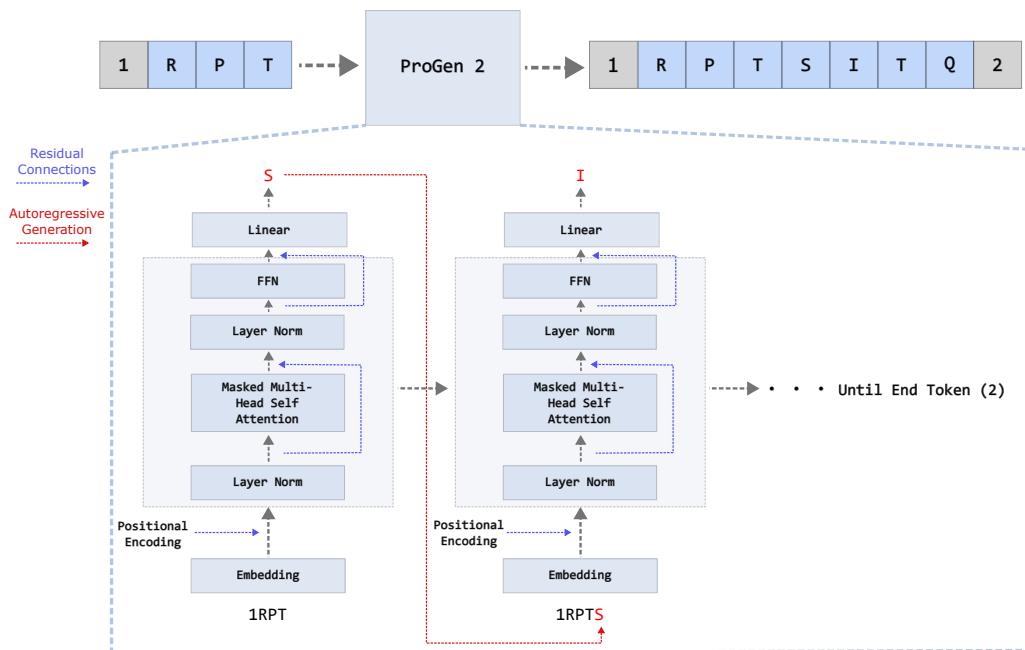 1 R P T
ProGen 2
1 R P T S I T Q 2
Residual
Connections
Autoregressive
Generation
S
Linear
FFN
Layer Norm
Masked Multi-
Head Self
Attention
Layer Norm
Positional
Encoding
Embedding
1RPT
I
Linear
FFN
Layer Norm
Masked Multi-
Head Self
Attention
Layer Norm
Positional
Encoding
Embedding
1RPTS
· · · Until End Token (2)